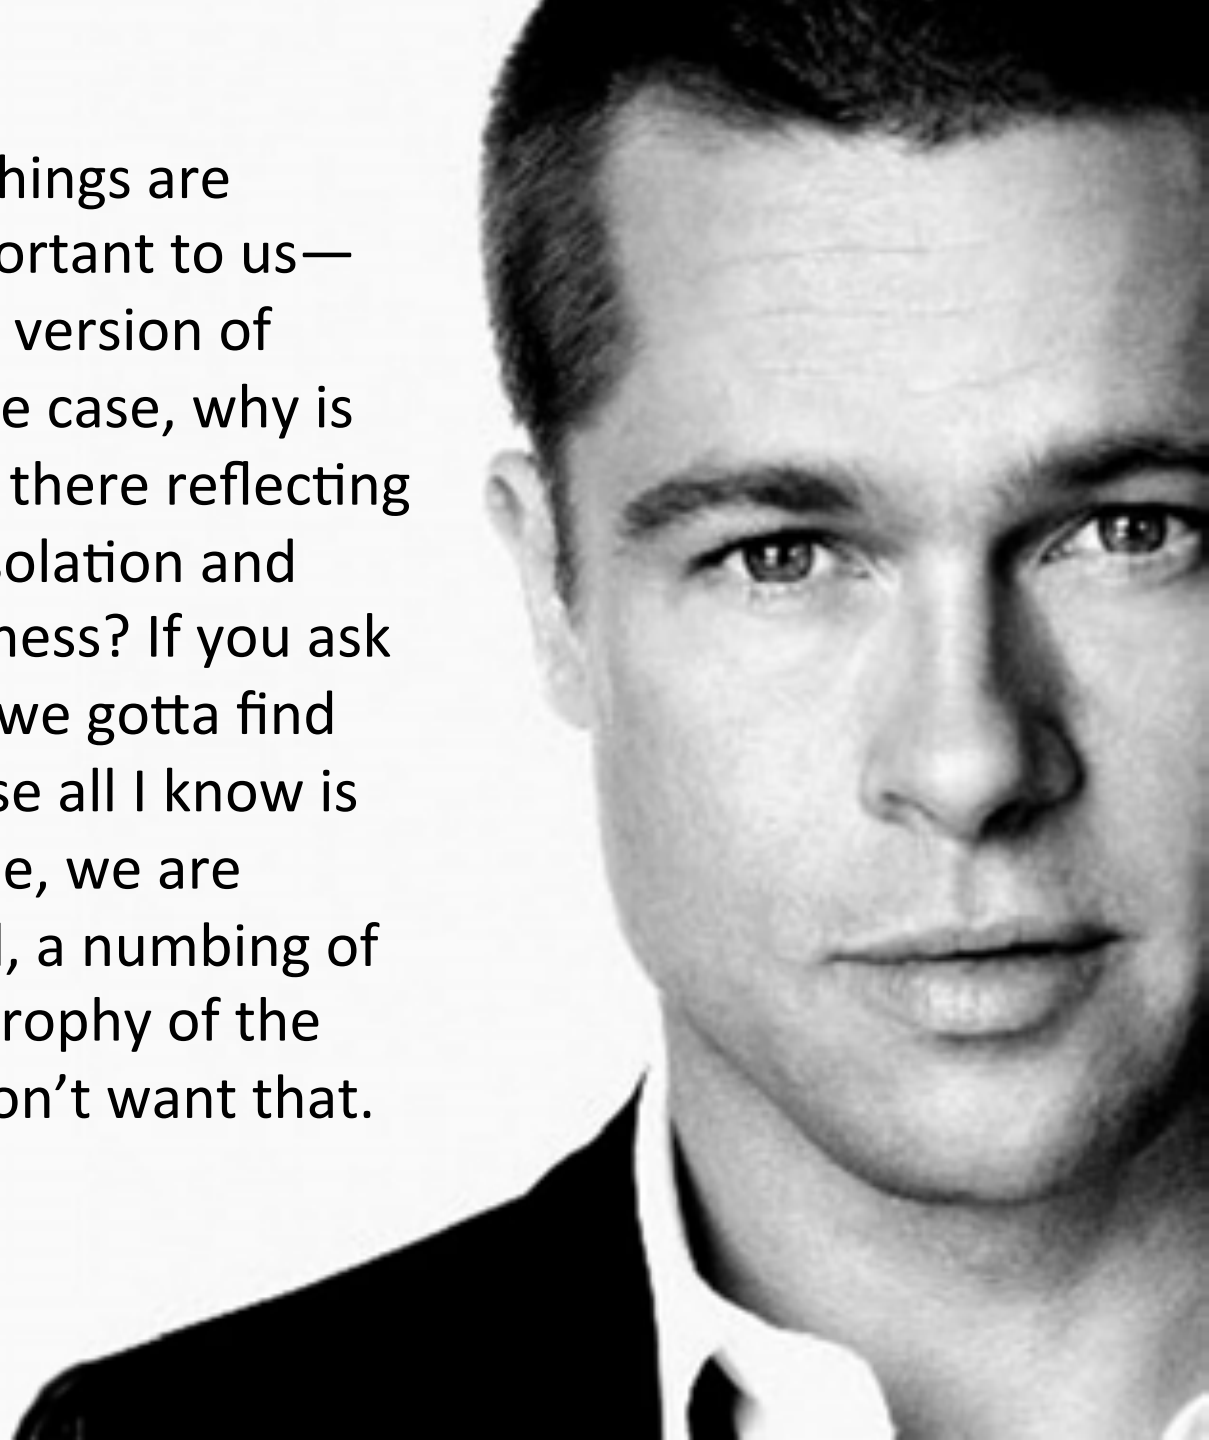 hings are
ortant to us—
version of
e case, why is
there reflecting
solation and
ness? If you ask
we gotta find
se all I know is
e, we are
, a numbing of
rophy of the
on’t want that.